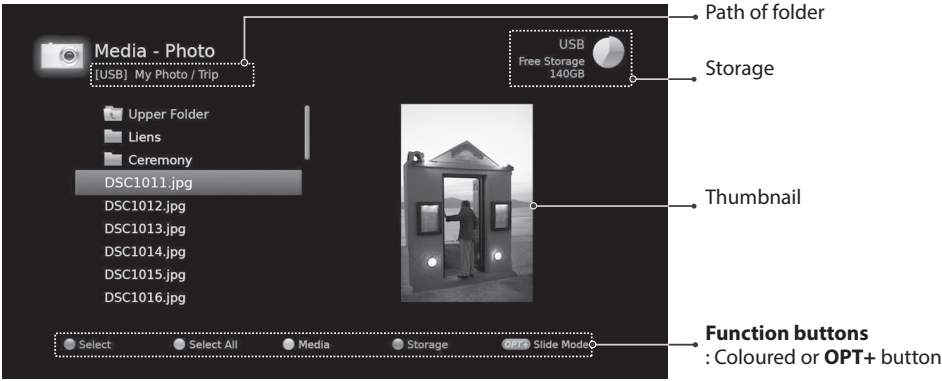 Path of folder
Media - Photo
[USB] My Photo / Trip
USB
Free Storage
140GB
Storage
Upper Folder
Liens
Ceremony
DSC1011.jpg
DSC1012.jpg
DSC1013.jpg
DSC1014.jpg
DSC1015.jpg
DSC1016.jpg
Thumbnail
Select Select All Media Storage OPT+ Slide Mode
Function buttons
: Coloured or OPT+ button